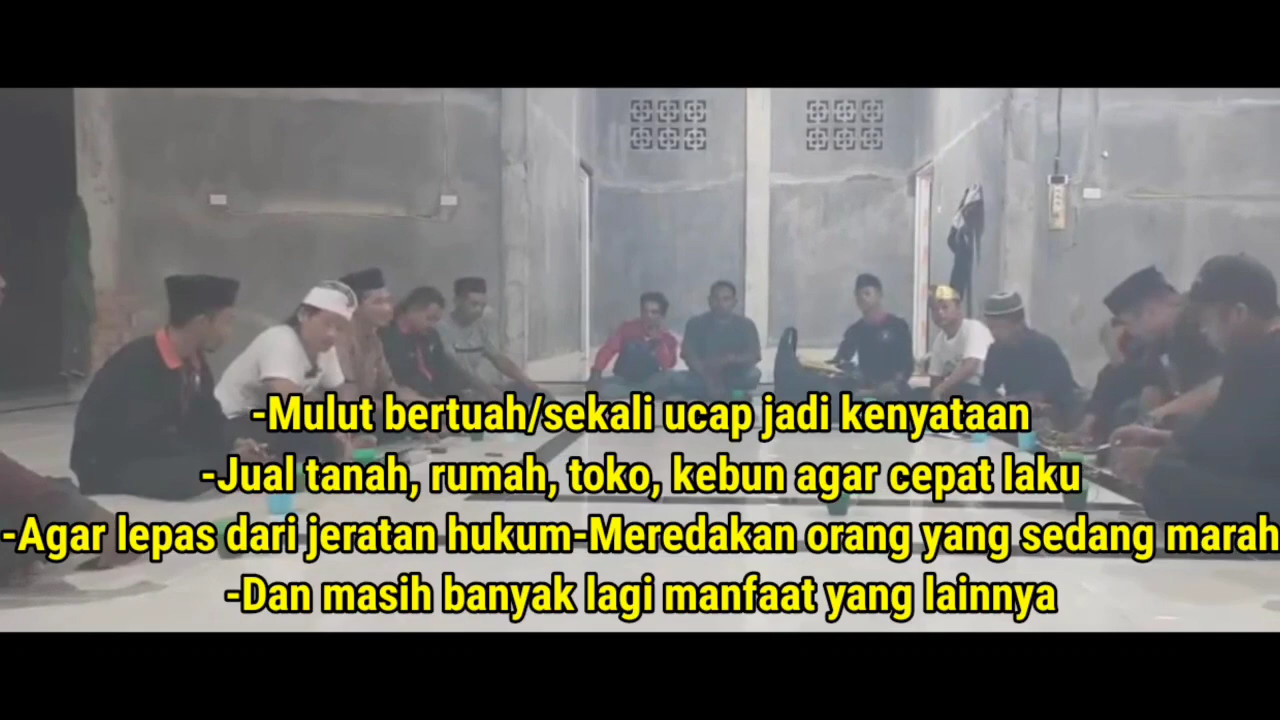 -Mulut bertuah/sekali ucap jadi kenyataan
-Jual tanah, rumah, toko, kebun agar cepat laku
-Agar lepas dari jeratan hukum-Meredakan orang yang sedang marah
-Dan masih banyak lagi manfaat yang lainnya